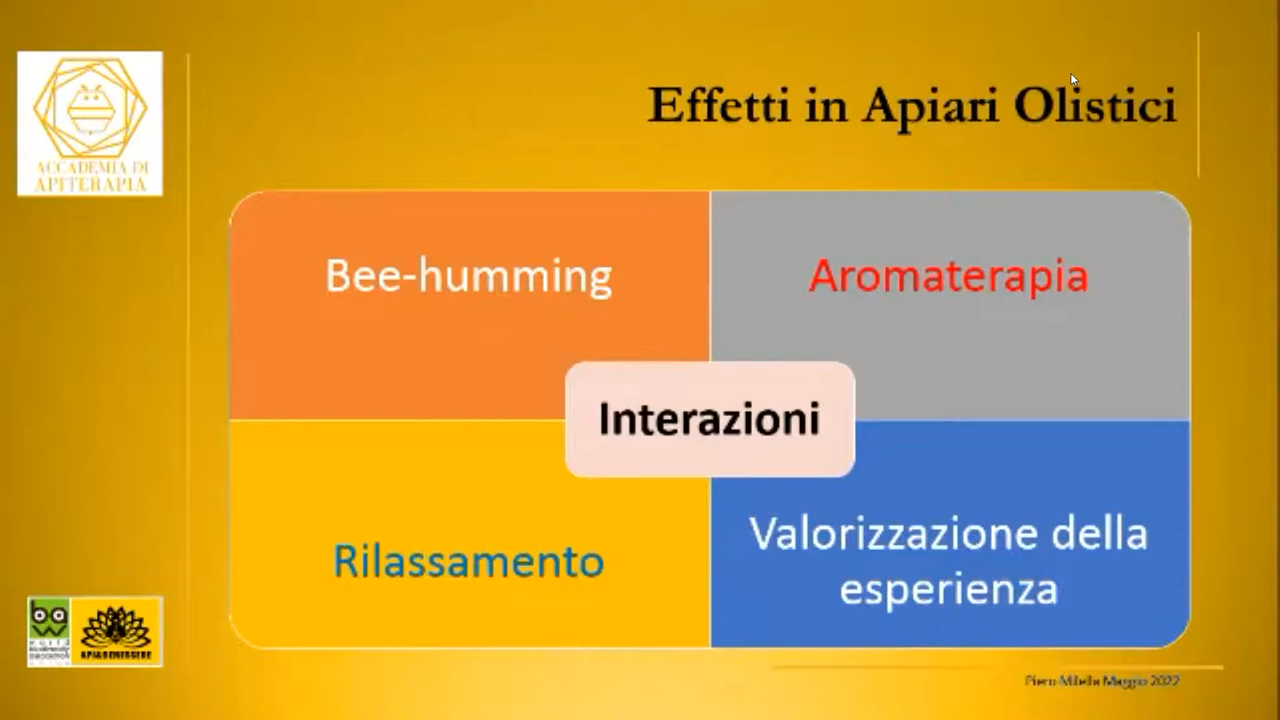 Effetti in Apiari Olistici
ACCADEMIA DI
APITERAPIA
Bee-humming
Aromaterapia
Interazioni
Rilassamento
Valorizzazione della
esperienza
APIABENESSERE
Piero Milella Maggio 2022